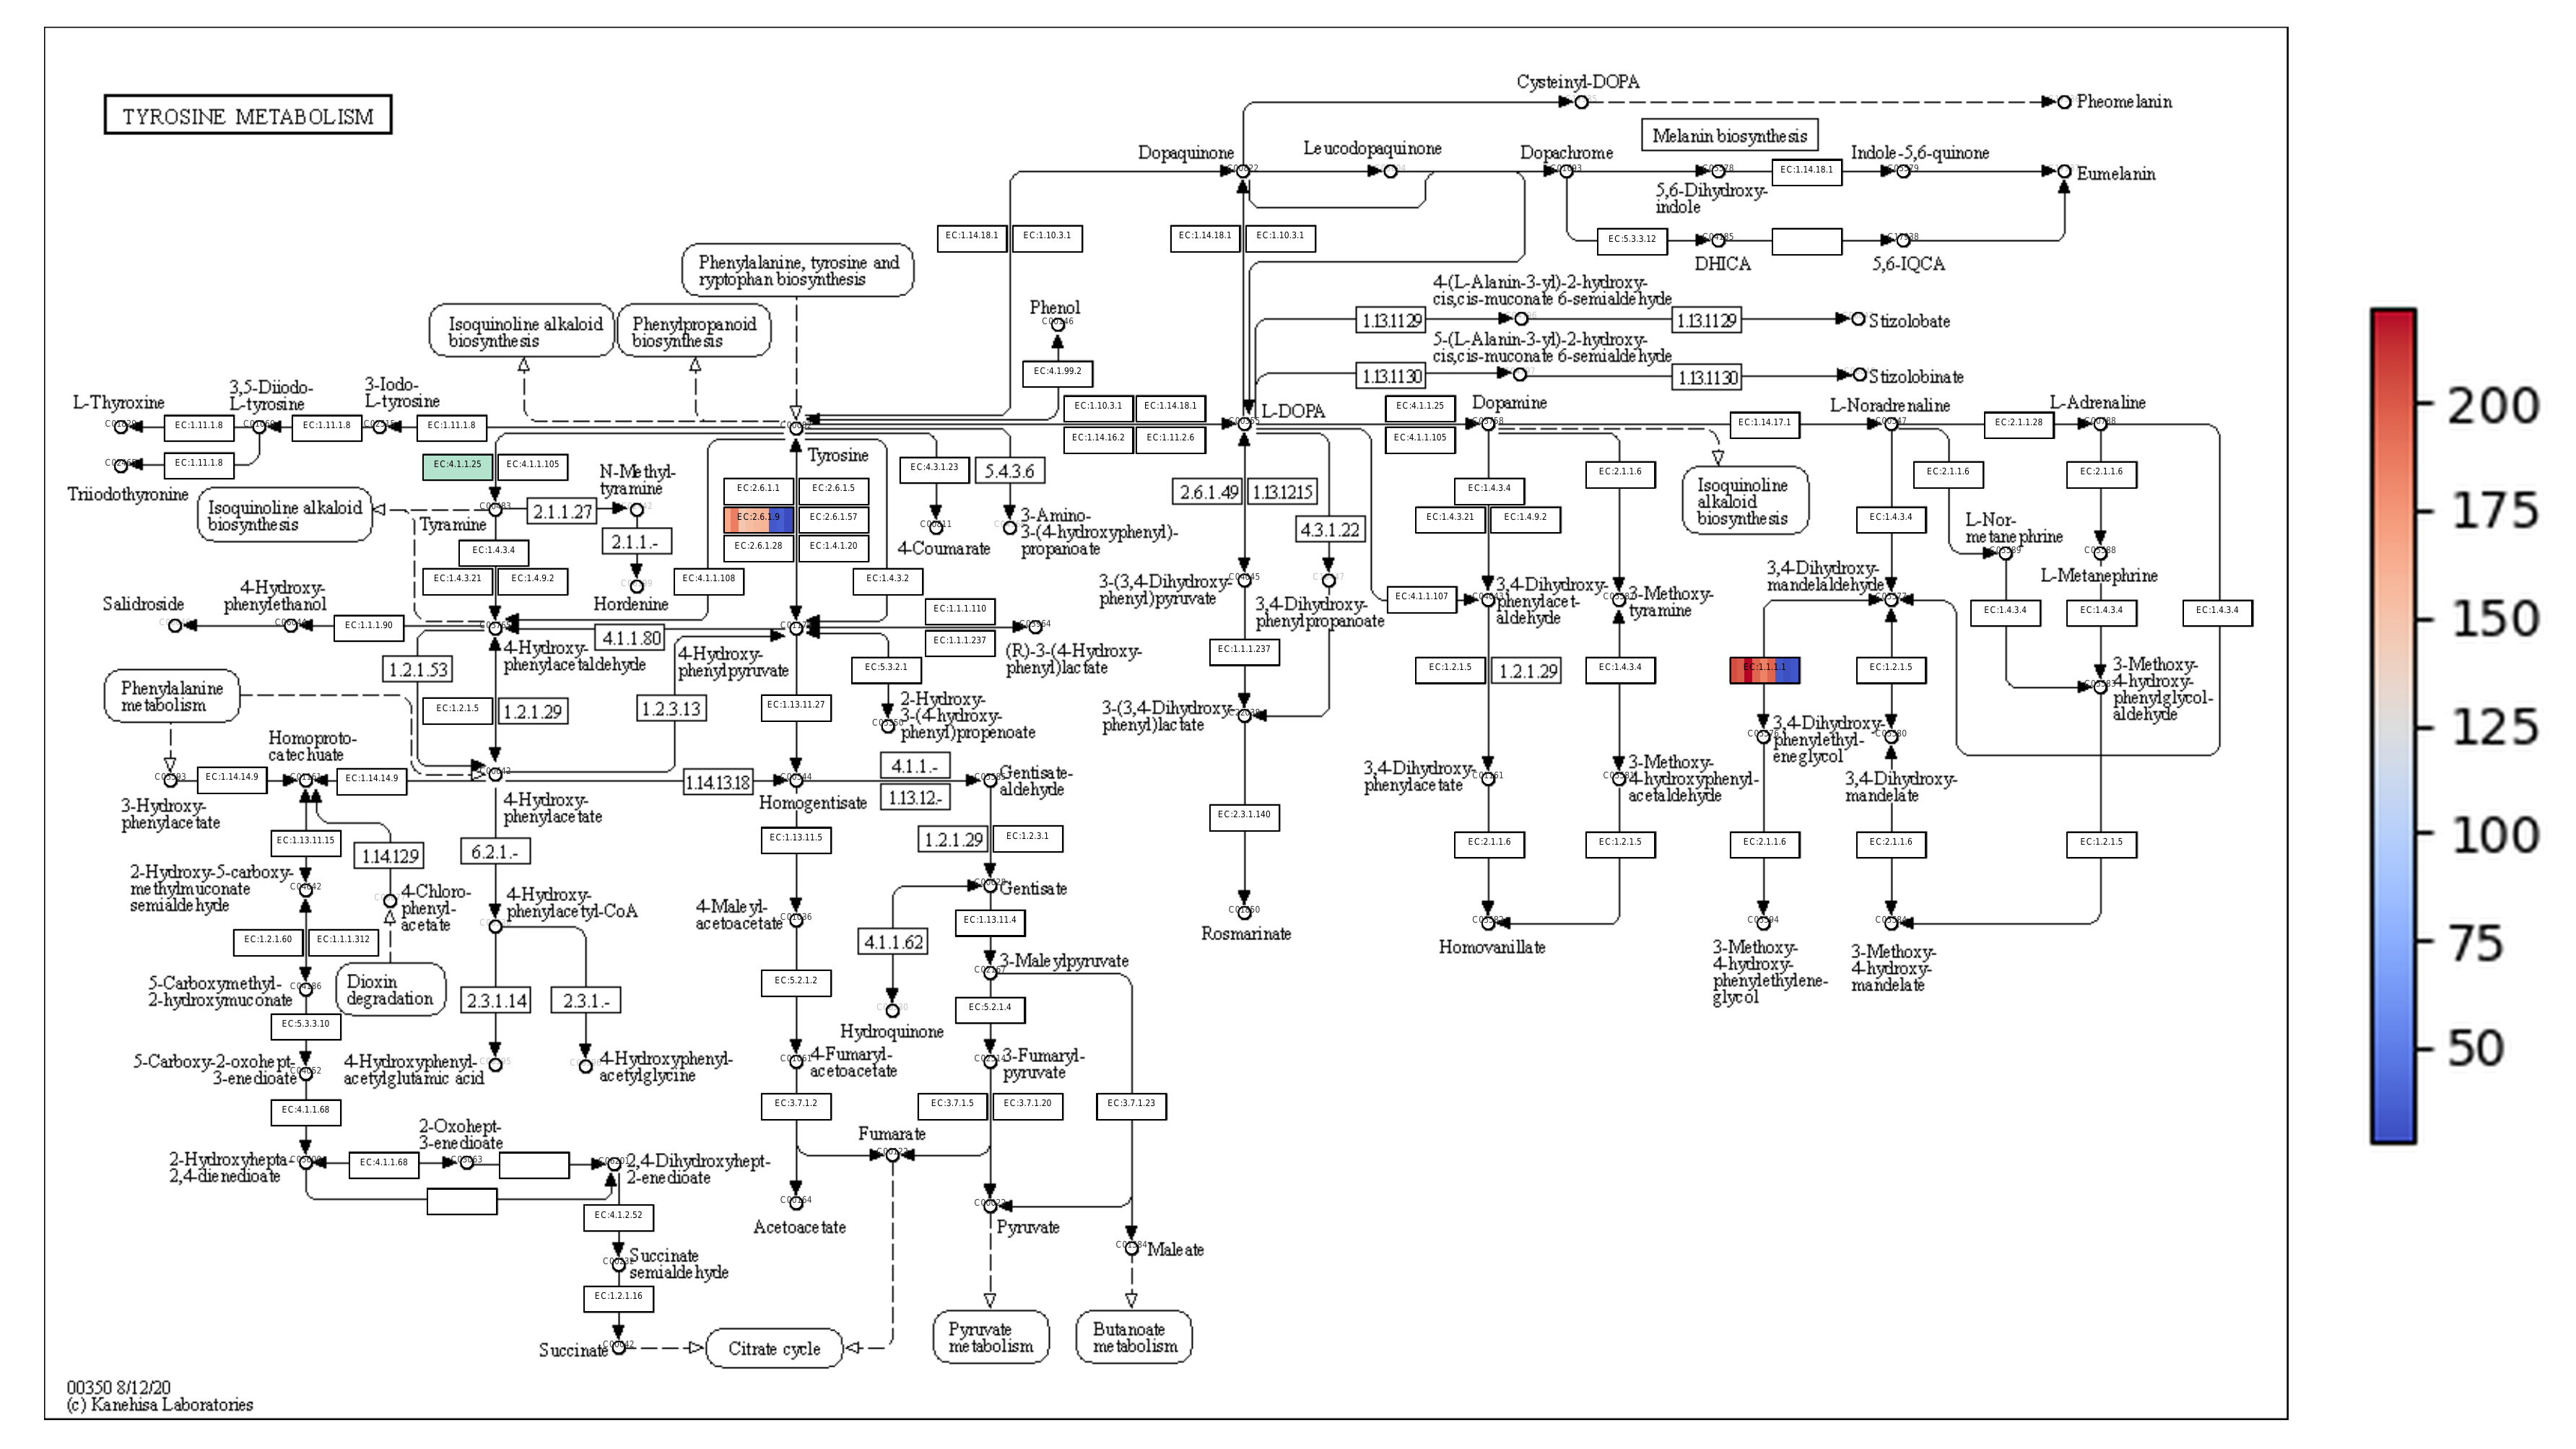 TYROSINE METABOLISM
Cysteinyl-DOPA
Pheomelanin
Melanin biosynthesis
Dopaquinone
Leucodopaquinone
Dopachrome
Indole-5,6-quinone
EC:1.14.18.1
Eumelanin
5,6-Dihydroxy-
indole
EC:1.14.18.1
EC:1.10.3.1
EC:1.14.18.1
EC:1.10.3.1
EC:5.3.3.12
DHICA
5,6-IQCA
Phenylalanine, tyrosine and
ryptophan biosynthesis
Isoquinoline alkaloid
biosynthesis
Phenylpropanoid
biosynthesis
Phenol
EC:4.1.99.2
4-(L-Alanin-3-yl)-2-hydroxy-
cis,cis-muconate 6-semialdehyde
1.13.1129
1.13.1129
Stizolobate
5-(L-Alanin-3-yl)-2-hydroxy-
cis,cis-muconate 6-semialdehyde
1.13.1130
1.13.1130
Stizolobinate
L-Thyroxine
3,5-Diiodo-
L-tyrosine
3-Iodo-
L-tyrosine
EC:1.11.1.8
EC:1.11.1.8
EC:1.11.1.8
EC:1.11.1.8
Triiodothyronine
EC:1.10.3.1
EC:1.14.18.1
EC:1.14.16.2
EC:1.11.2.6
L-DOPA
EC:4.1.1.25
EC:4.1.1.105
Dopamine
EC:1.14.17.1
L-Noradrenaline
EC:2.1.1.28
L-Adrenaline
Tyrosine
EC:4.1.1.25
EC:4.1.1.105
Isoquinoline alkaloid
biosynthesis
Tyramine
2.1.1.27
N-Methyl-
tyramine
2.1.1.-
Hordenine
EC:1.4.3.4
EC:1.4.3.21
EC:1.4.9.2
EC:2.6.1.1
EC:2.6.1.5
EC:2.6.1.9
EC:2.6.1.57
EC:2.6.1.28
EC:1.4.1.20
EC:4.1.1.108
EC:1.4.3.2
EC:4.3.1.23
5.4.3.6
4-Coumarate
3-Amino-
3-(4-hydroxyphenyl)-
propanoate
2.6.1.49
1.13.1215
4.3.1.22
EC:1.4.3.4
EC:1.4.3.21
EC:1.4.9.2
EC:2.1.1.6
Isoquinoline
alkaloid
biosynthesis
EC:1.4.3.4
EC:2.1.1.6
EC:2.1.1.6
L-Nor-
metanephrine
L-Metanephrine
EC:1.4.3.4
EC:1.4.3.4
EC:1.4.3.4
Salidroside
4-Hydroxy-
phenylethanol
EC:1.1.1.90
4.1.1.80
4-Hydroxy-
phenylacetaldehyde
4-Hydroxy-
phenylpyruvate
EC:1.1.1.110
EC:1.1.1.237
(R)-3-(4-Hydroxy-
phenyl)lactate
3-(3,4-Dihydroxy-
phenyl)pyruvate
3,4-Dihydroxy-
phenylpropanoate
EC:4.1.1.107
3,4-Dihydroxy-
phenylacet-
aldehyde
3-Methoxy-
tyramine
3,4-Dihydroxy-
mandelaldehyde
Phenylalanine
metabolism
1.2.1.53
EC:1.2.1.5
1.2.1.29
1.2.3.13
EC:1.13.11.27
EC:5.3.2.1
2-Hydroxy-
3-(4-hydroxy-
phenyl)propenoate
EC:1.1.1.237
3-(3,4-Dihydroxy-
phenyl)lactate
EC:1.2.1.5
1.2.1.29
EC:1.4.3.4
EC:1.1.1.1
EC:1.2.1.5
3-Methoxy-
4-hydroxy-
phenylglycol-
aldehyde
3,4-Dihydroxy-
phenylethyl-
eneglycol
3,4-Dihydroxy-
mandelate
Homoproto-
catechuate
EC:1.14.14.9
EC:1.14.14.9
3-Hydroxy-
phenylacetate
4-Hydroxy-
phenylacetate
1.14.13.18
Homogentisate
4.1.1.-
1.13.12.-
Gentisate-
aldehyde
3,4-Dihydroxy-
phenylacetate
3-Methoxy-
4-hydroxyphenyl-
acetaldehyde
EC:1.13.11.15
1.14.129
6.2.1.-
EC:1.13.11.5
1.2.1.29
EC:1.2.3.1
EC:2.3.1.140
EC:2.1.1.6
EC:1.2.1.5
EC:2.1.1.6
EC:2.1.1.6
EC:1.2.1.5
2-Hydroxy-5-carboxy-
methylmuconate
semialdehyde
4-Chloro-
phenyl-
acetate
4-Hydroxy-
phenylacetyl-CoA
4-Maleyl-
acetoacetate
Gentisate
EC:1.13.11.4
4.1.1.62
Rosmarinate
Homovanillate
3-Methoxy-
4-hydroxy-
phenylethylene-
glycol
3-Methoxy-
4-hydroxy-
mandelate
EC:1.2.1.60
EC:1.1.1.312
Dioxin
degradation
5-Carboxymethyl-
2-hydroxymuconate
2.3.1.14
2.3.1.-
EC:5.2.1.2
3-Maleylpyruvate
EC:5.2.1.4
Hydroquinone
EC:5.3.3.10
5-Carboxy-2-oxohept-
3-enedioate
4-Hydroxyphenyl-
acetylglutamic acid
4-Hydroxyphenyl-
acetylglycine
4-Fumaryl-
acetoacetate
3-Fumaryl-
pyruvate
EC:4.1.1.68
EC:3.7.1.2
EC:3.7.1.5
EC:3.7.1.20
EC:3.7.1.23
2-Oxohept-
3-enedioate
Fumarate
2-Hydroxyhepta-
2,4-dienedioate
EC:4.1.1.68
2,4-Dihydroxyhept-
2-enedioate
EC:4.1.2.52
Acetoacetate
Pyruvate
Maleate
Succinate
semialdehyde
EC:1.2.1.16
Succinate
Citrate cycle
Pyruvate
metabolism
Butanoate
metabolism
00350 8/12/20
(c) Kanehisa Laboratories
200
175
150
125
100
75
50